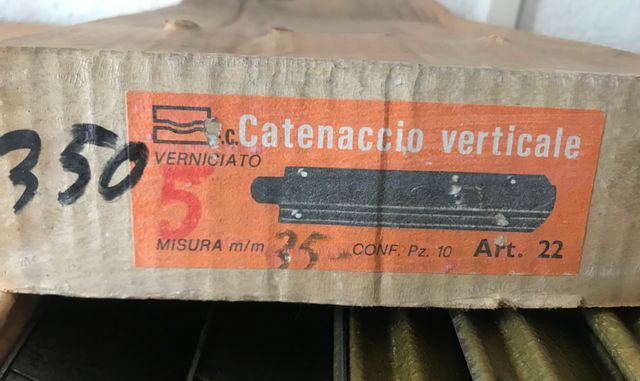 350
.C. Catenaccio verticale
VERNICIATO
5
MISURA m/m 35- CONF. Pz. 10 Art. 22